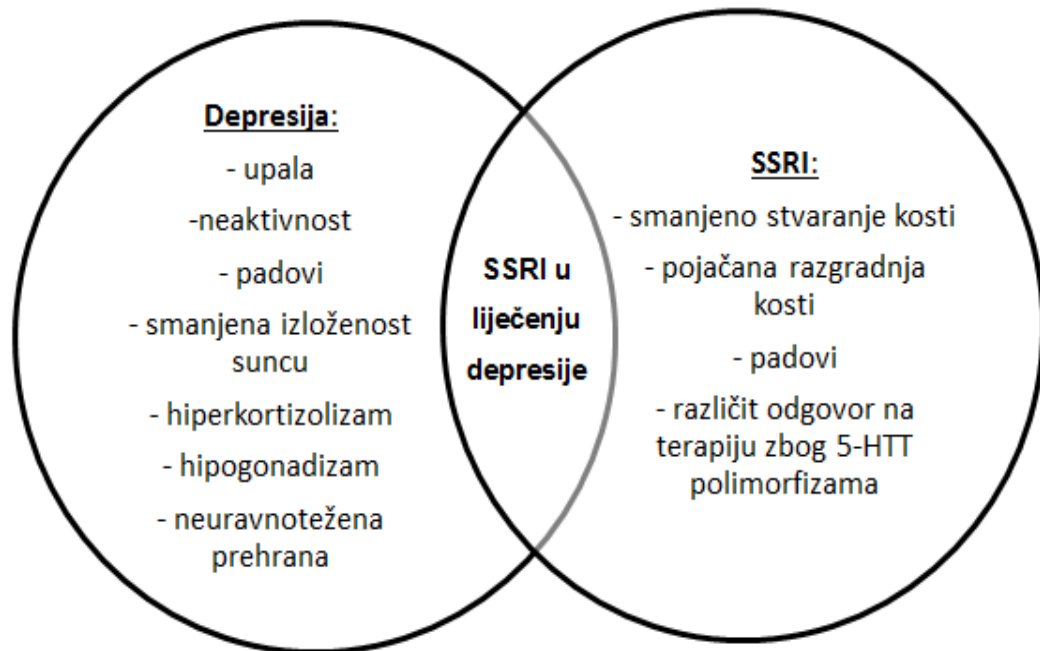 Depresija:
- upala
-neaktivnost
- padovi
- smanjena izloženost
suncu
- hiperkortizolizam
- hipogonadizam
- neuravnotežena
prehrana
SSRI u
liječenju
depresije
SSRI:
- smanjeno stvaranje kosti
- pojačana razgradnja
kosti
- padovi
- različit odgovor na
terapiju zbog 5-HTT
polimorfizama